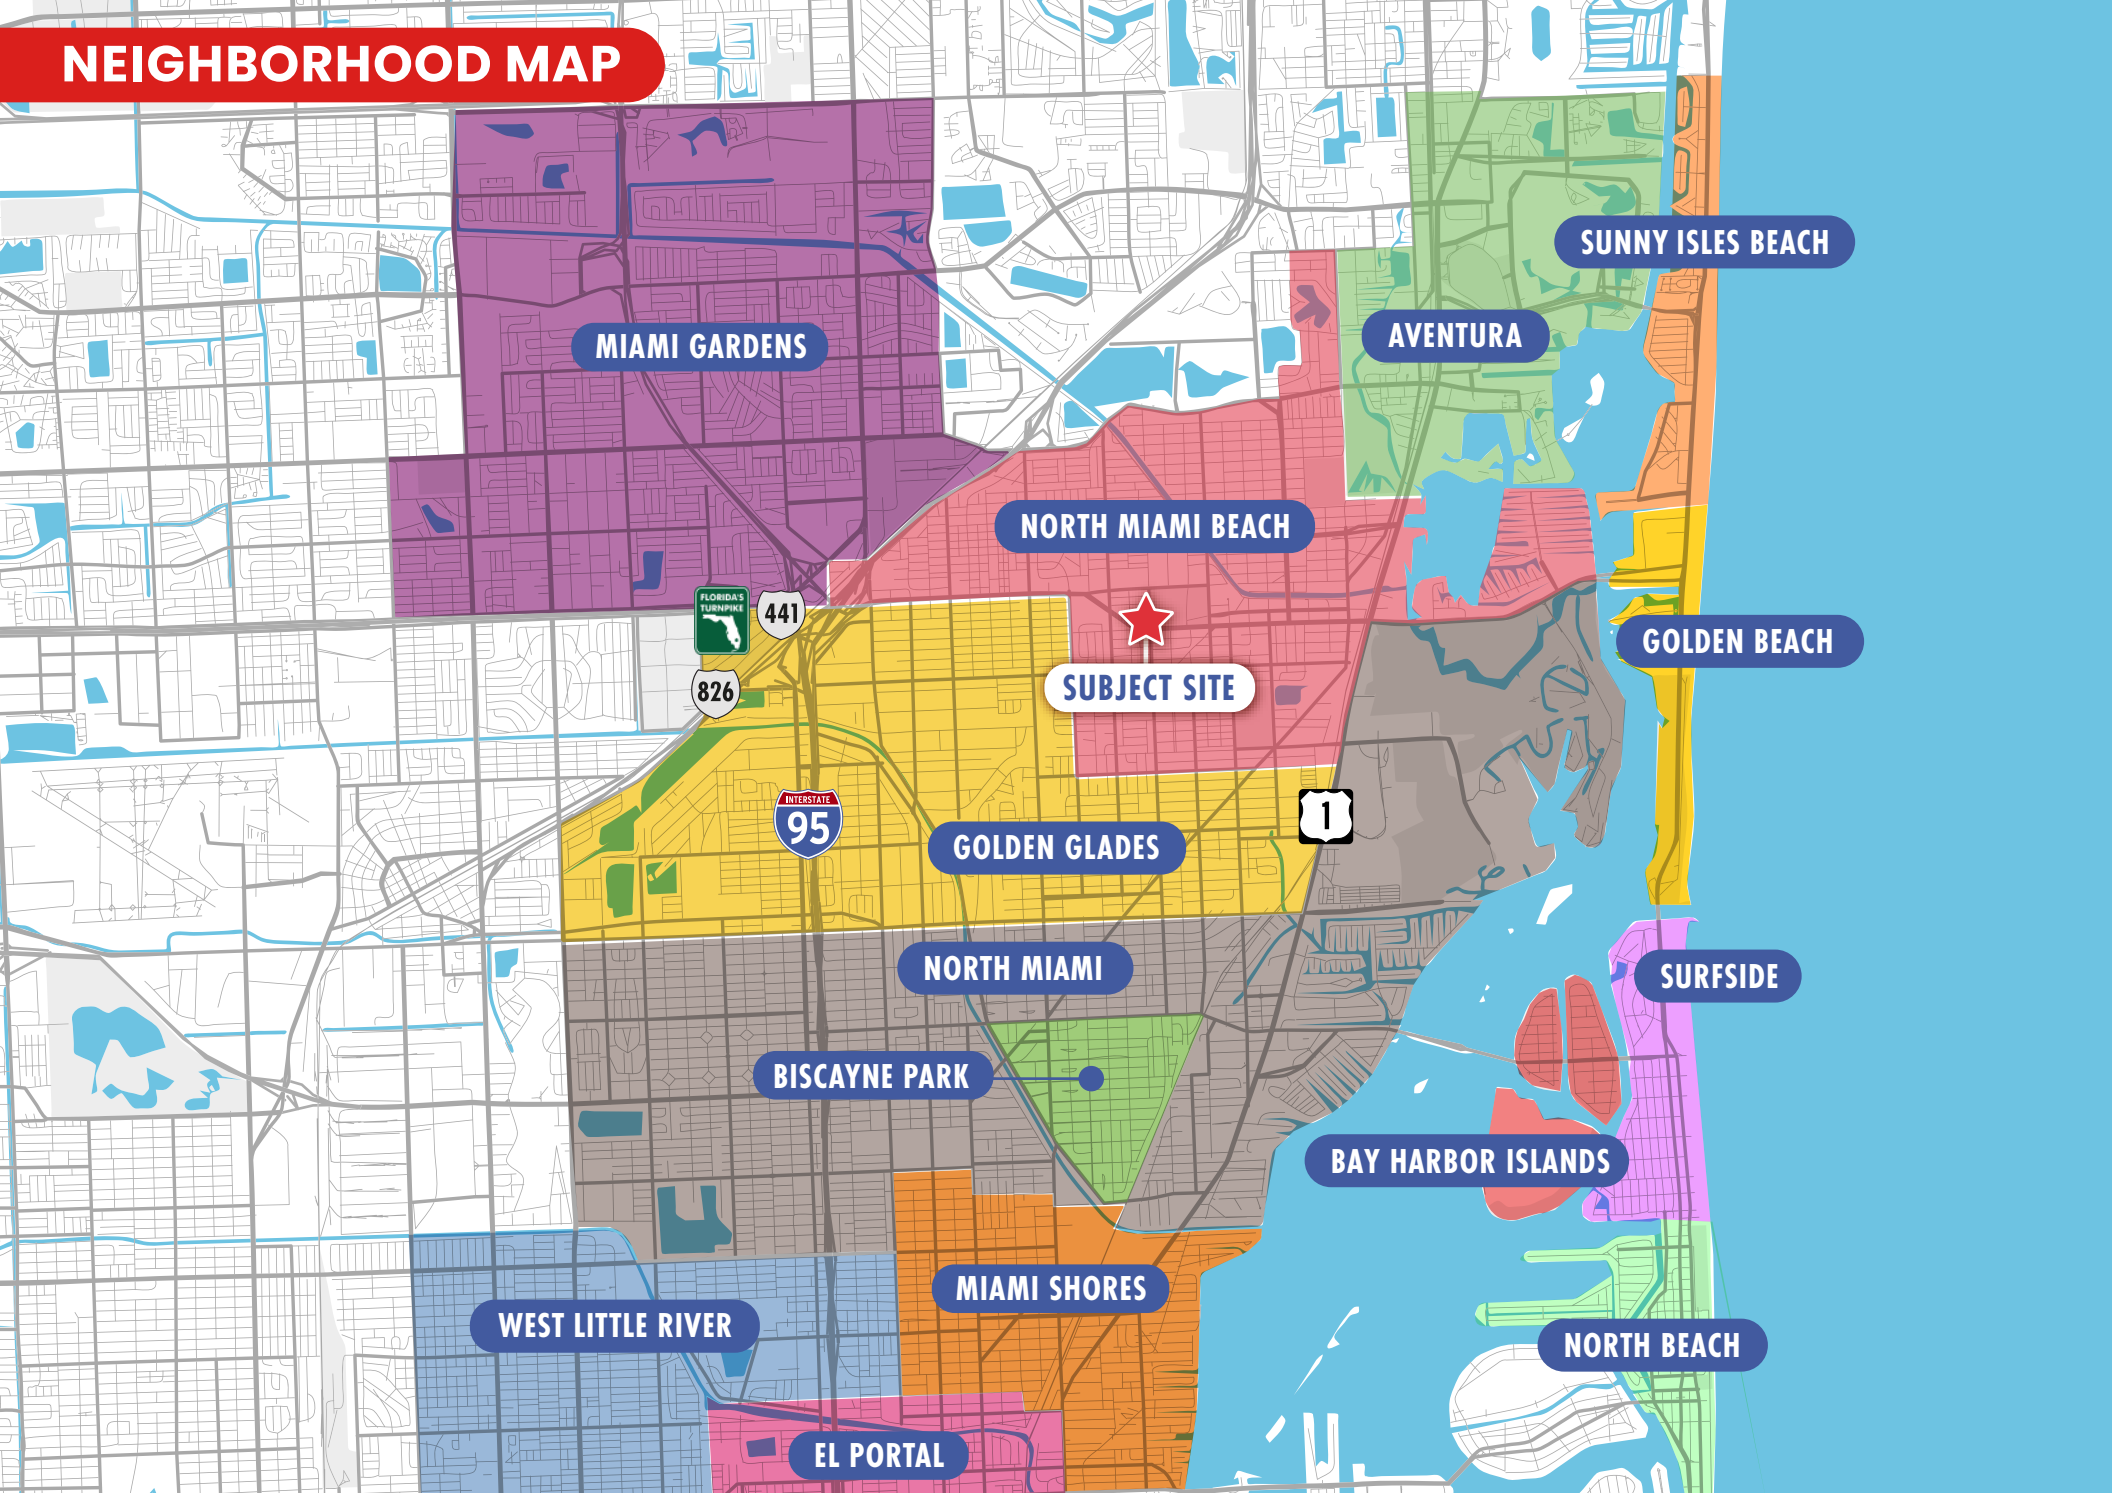 NEIGHBORHOOD MAP
SUNNY ISLES BEACH
AVENTURA
MIAMI GARDENS
NORTH MIAMI BEACH
FLORIDA'S
TURNPIKE
441
GOLDEN BEACH
826
SUBJECT SITE
INTERSTATE
95
1
GOLDEN GLADES
NORTH MIAMI
SURFSIDE
BISCAYNE PARK
BAY HARBOR ISLANDS
MIAMI SHORES
WEST LITTLE RIVER
NORTH BEACH
EL PORTAL